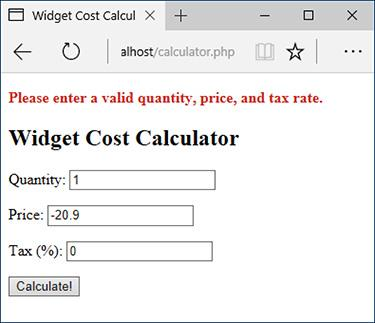 Widget Cost Calcul
alhost/calculator.php
Please enter a valid quantity, price, and tax rate.
Widget Cost Calculator
Quantity: 1
Price: -20.9
Tax (%): 0
Calculate!